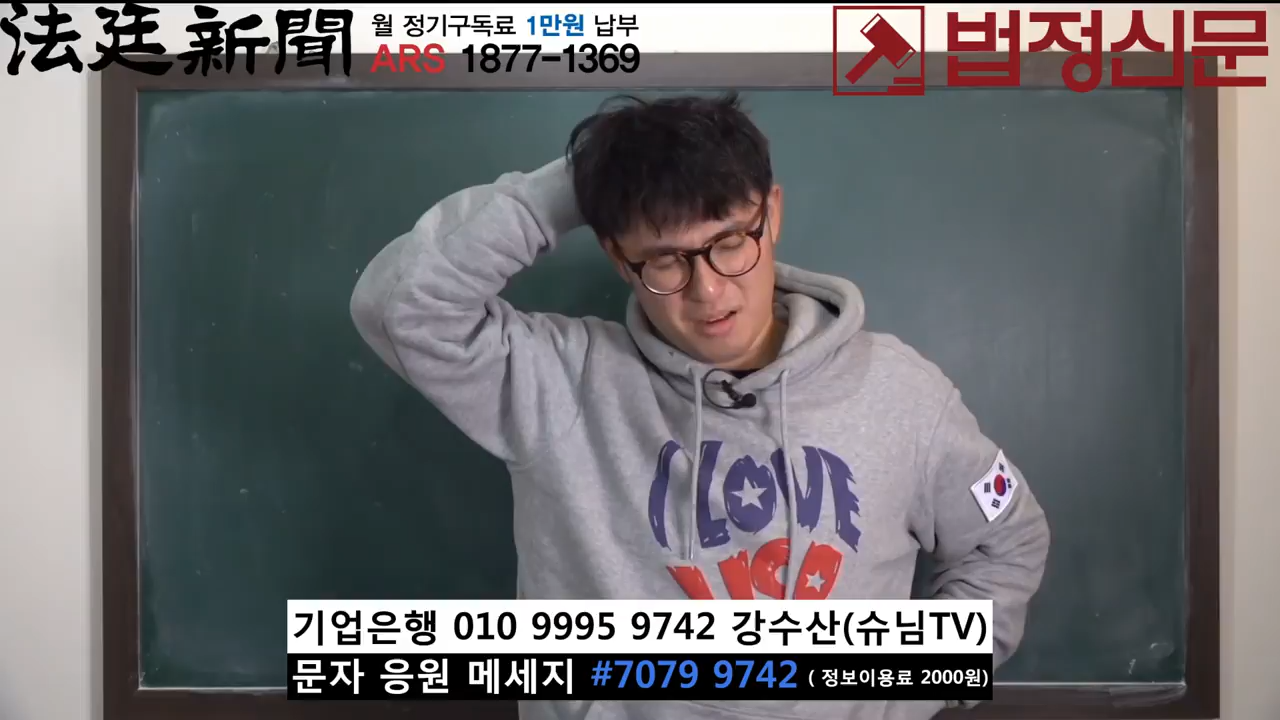 法廷新聞
월 정기구독료 1만원 납부
ARS 1877-1369
법정신문
I LOVE
USA
기업은행 010 9995 9742 강수산(슈님TV)
문자 응원 메세지 #7079 9742 ( 정보이용료 2000원)